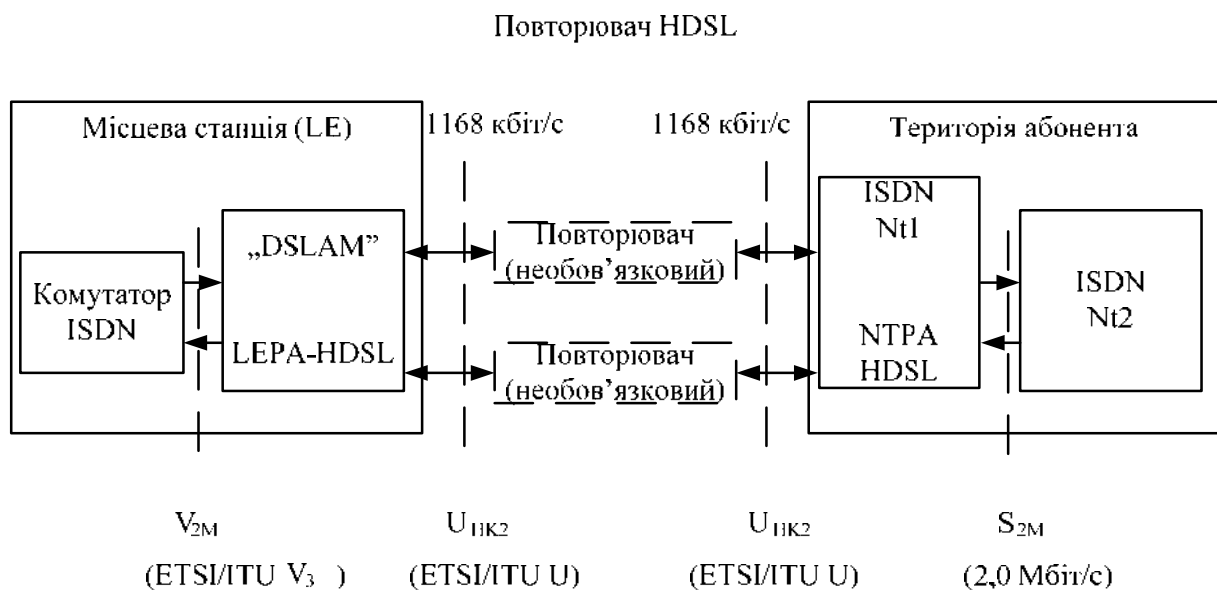 Повторювач HDSL
Місцева станція (LE)
1168 кбіт/с
1168 кбіт/с
Територія абонента
Комутатор
ISDN
„DSLAM”
LEPA-HDSL
Повторювач
(необов’язковий)
Повторювач
(необов’язковий)
ISDN
Nt1
NTPA
HDSL
ISDN
Nt2
V2M
U1HK2
U1HK2
S2M
(ETSI/ITU V3 )
(ETSI/ITU U)
(ETSI/ITU U)
(2,0 Мбіт/с)